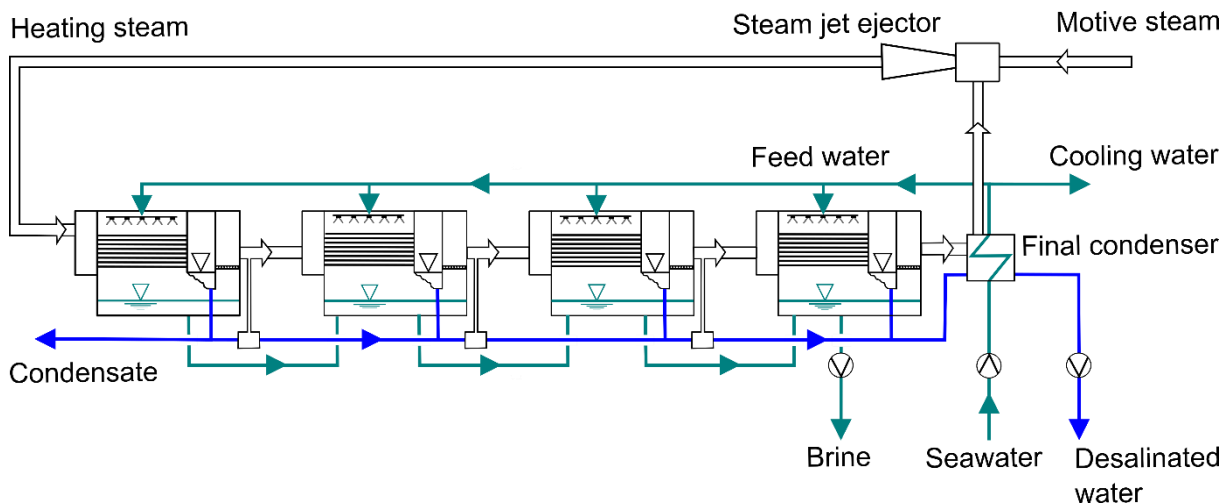 Heating steam
Steam jet ejector
Motive steam
Feed water
Cooling water
Final condenser
Condensate
Brine
Seawater
Desalinated
water